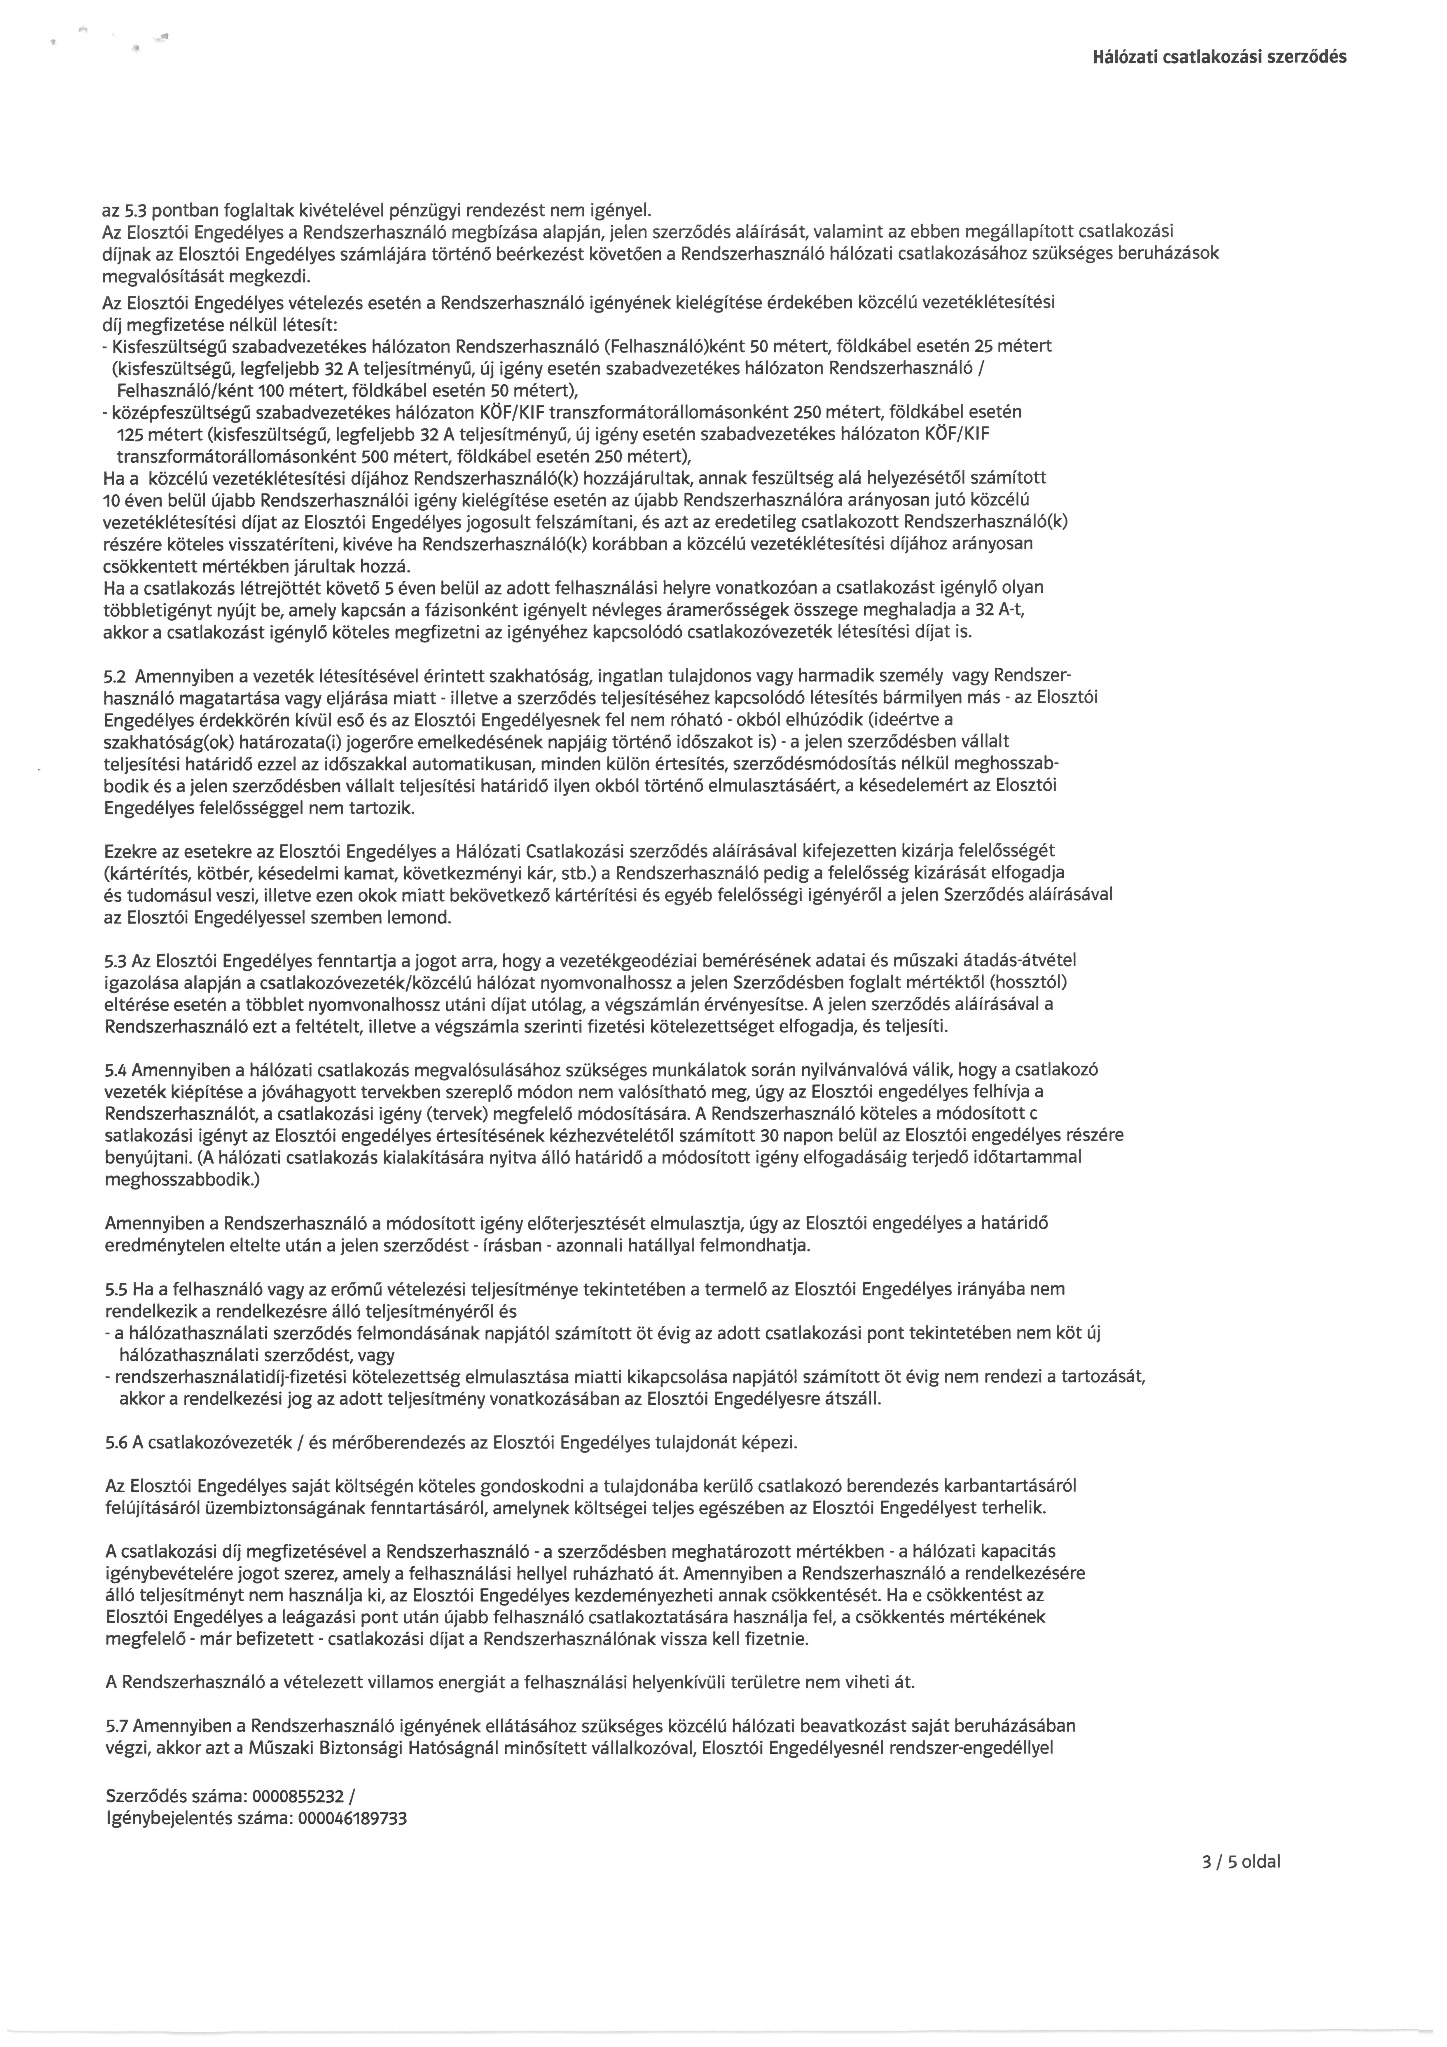 Hálózati csatlakozási szerződés
az 5.3 pontban foglaltak kivételével pénzügyi rendezést nem igényel.
Az Elosztói Engedélyes a Rendszerhasználó megbízása alapján, jelen szerződés aláírását, valamint az ebben megállapított csatlakozási
díjnak az Elosztói Engedélyes számlájára történő beérkezést követően a Rendszerhasználó hálózati csatlakozásához szükséges beruházások
megvalósítását megkezdi.
Az Elosztói Engedélyes vételezés esetén a Rendszerhasználó igényének kielégítése érdekében közcélú vezetéklétesítési
díj megfizetése nélkül létesít:
- Kisfeszültségű szabadvezetékes hálózaton Rendszerhasználó (Felhasználó)ként 50 métert, földkábel esetén 25 métert
(kisfeszültségű, legfeljebb 32 A teljesítményű, új igény esetén szabadvezetékes hálózaton Rendszerhasználó /
Felhasználó/ként 100 métert, földkábel esetén 50 métert),
- középfeszültségű szabadvezetékes hálózaton KÖF/KIF transzformátorállomásonként 250 métert, földkábel esetén
125 métert (kisfeszültségű, legfeljebb 32 A teljesítményű, új igény esetén szabadvezetékes hálózaton KÖF/KIF
transzformátorállomásonként 500 métert, földkábel esetén 250 métert),
Ha a közcélú vezetéklétesítési díjához Rendszerhasználó(k) hozzájárultak, annak feszültség alá helyezésétől számított
10 éven belül újabb Rendszerhasználói igény kielégítése esetén az újabb Rendszerhasználóra arányosan jutó közcélú
vezetéklétesítési díjat az Elosztói Engedélyes jogosult felszámítani, és azt az eredetileg csatlakozott Rendszerhasználó(k)
részére köteles visszatéríteni, kivéve ha Rendszerhasználó(k) korábban a közcélú vezetéklétesítési díjához arányosan
csökkentett mértékben járultak hozzá.
Ha a csatlakozás létrejöttét követő 5 éven belül az adott felhasználási helyre vonatkozóan a csatlakozást igénylő olyan
többletigényt nyújt be, amely kapcsán a fázisonként igényelt névleges áramerősségek összege meghaladja a 32 A-t,
akkor a csatlakozást igénylő köteles megfizetni az igényéhez kapcsolódó csatlakozóvezeték létesítési díjat is.
5.2 Amennyiben a vezeték létesítésével érintett szakhatóság, ingatlan tulajdonos vagy harmadik személy vagy Rendszer-
használó magatartása vagy eljárása miatt - illetve a szerződés teljesítéséhez kapcsolódó létesítés bármilyen más - az Elosztói
Engedélyes érdekkörén kívül eső és az Elosztói Engedélyesnek fel nem róható - okból elhúzódik (ideértve a
szakhatóság(ok) határozata(i) jogerőre emelkedésének napjáig történő időszakot is) - a jelen szerződésben vállalt
teljesítési határidő ezzel az időszakkal automatikusan, minden külön értesítés, szerződésmódosítás nélkül meghosszab-
bodik és a jelen szerződésben vállalt teljesítési határidő ilyen okból történő elmulasztásáért, a késedelemért az Elosztói
Engedélyes felelősséggel nem tartozik.
Ezekre az esetekre az Elosztói Engedélyes a Hálózati Csatlakozási szerződés aláírásával kifejezetten kizárja felelősségét
(kártérítés, kötbér, késedelmi kamat, következményi kár, stb.) a Rendszerhasználó pedig a felelősség kizárását elfogadja
és tudomásul veszi, illetve ezen okok miatt bekövetkező kártérítési és egyéb felelősségi igényéről a jelen Szerződés aláírásával
az Elosztói Engedélyessel szemben lemond.
5.3 Az Elosztói Engedélyes fenntartja a jogot arra, hogy a vezetékgeodéziai bemérésének adatai és műszaki átadás-átvétel
igazolása alapján a csatlakozóvezeték/közcélú hálózat nyomvonalhossz a jelen Szerződésben foglalt mértéktől (hossztól)
eltérése esetén a többlet nyomvonalhossz utáni díjat utólag, a végszámlán érvényesítse. A jelen szerződés aláírásával a
Rendszerhasználó ezt a feltételt, illetve a végszámla szerinti fizetési kötelezettséget elfogadja, és teljesíti.
5.4 Amennyiben a hálózati csatlakozás megvalósulásához szükséges munkálatok során nyilvánvalóvá válik, hogy a csatlakozó
vezeték kiépítése a jóváhagyott tervekben szereplő módon nem valósítható meg, úgy az Elosztói engedélyes felhívja a
Rendszerhasználót, a csatlakozási igény (tervek) megfelelő módosítására. A Rendszerhasználó köteles a módosított c
satlakozási igényt az Elosztói engedélyes értesítésének kézhezvételétől számított 30 napon belül az Elosztói engedélyes részére
benyújtani. (A hálózati csatlakozás kialakítására nyitva álló határidő a módosított igény elfogadásáig terjedő időtartammal
meghosszabbodik.)
Amennyiben a Rendszerhasználó a módosított igény előterjesztését elmulasztja, úgy az Elosztói engedélyes a határidő
eredménytelen eltelte után a jelen szerződést - írásban - azonnali hatállyal felmondhatja.
5.5 Ha a felhasználó vagy az erőmű vételezési teljesítménye tekintetében a termelő az Elosztói Engedélyes irányába nem
rendelkezik a rendelkezésre álló teljesítményéről és
- a hálózathasználati szerződés felmondásának napjától számított öt évig az adott csatlakozási pont tekintetében nem köt új
hálózathasználati szerződést, vagy
- rendszerhasználatidíj-fizetési kötelezettség elmulasztása miatti kikapcsolása napjától számított öt évig nem rendezi a tartozását,
akkor a rendelkezési jog az adott teljesítmény vonatkozásában az Elosztói Engedélyesre átszáll.
5.6 A csatlakozóvezeték / és mérőberendezés az Elosztói Engedélyes tulajdonát képezi.
Az Elosztói Engedélyes saját költségén köteles gondoskodni a tulajdonába kerülő csatlakozó berendezés karbantartásáról
felújításáról üzembiztonságának fenntartásáról, amelynek költségei teljes egészében az Elosztói Engedélyest terhelik.
A csatlakozási díj megfizetésével a Rendszerhasználó - a szerződésben meghatározott mértékben - a hálózati kapacitás
igénybevételére jogot szerez, amely a felhasználási hellyel ruházható át. Amennyiben a Rendszerhasználó a rendelkezésére
álló teljesítményt nem használja ki, az Elosztói Engedélyes kezdeményezheti annak csökkentését. Ha e csökkentést az
Elosztói Engedélyes a leágazási pont után újabb felhasználó csatlakoztatására használja fel, a csökkentés mértékének
megfelelő - már befizetett - csatlakozási díjat a Rendszerhasználónak vissza kell fizetnie.
A Rendszerhasználó a vételezett villamos energiát a felhasználási helyenkívüli területre nem viheti át.
5.7 Amennyiben a Rendszerhasználó igényének ellátásához szükséges közcélú hálózati beavatkozást saját beruházásában
végzi, akkor azt a Műszaki Biztonsági Hatóságnál minősített vállalkozóval, Elosztói Engedélyesnél rendszer-engedéllyel
Szerződés száma: 0000855232 /
Igénybejelentés száma: 000046189733
3 / 5 oldal